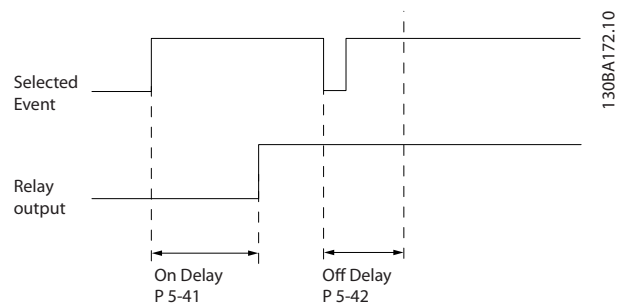 130BA172.10
Selected
Event
Relay
output
On Delay
P 5-41
Off Delay
P 5-42